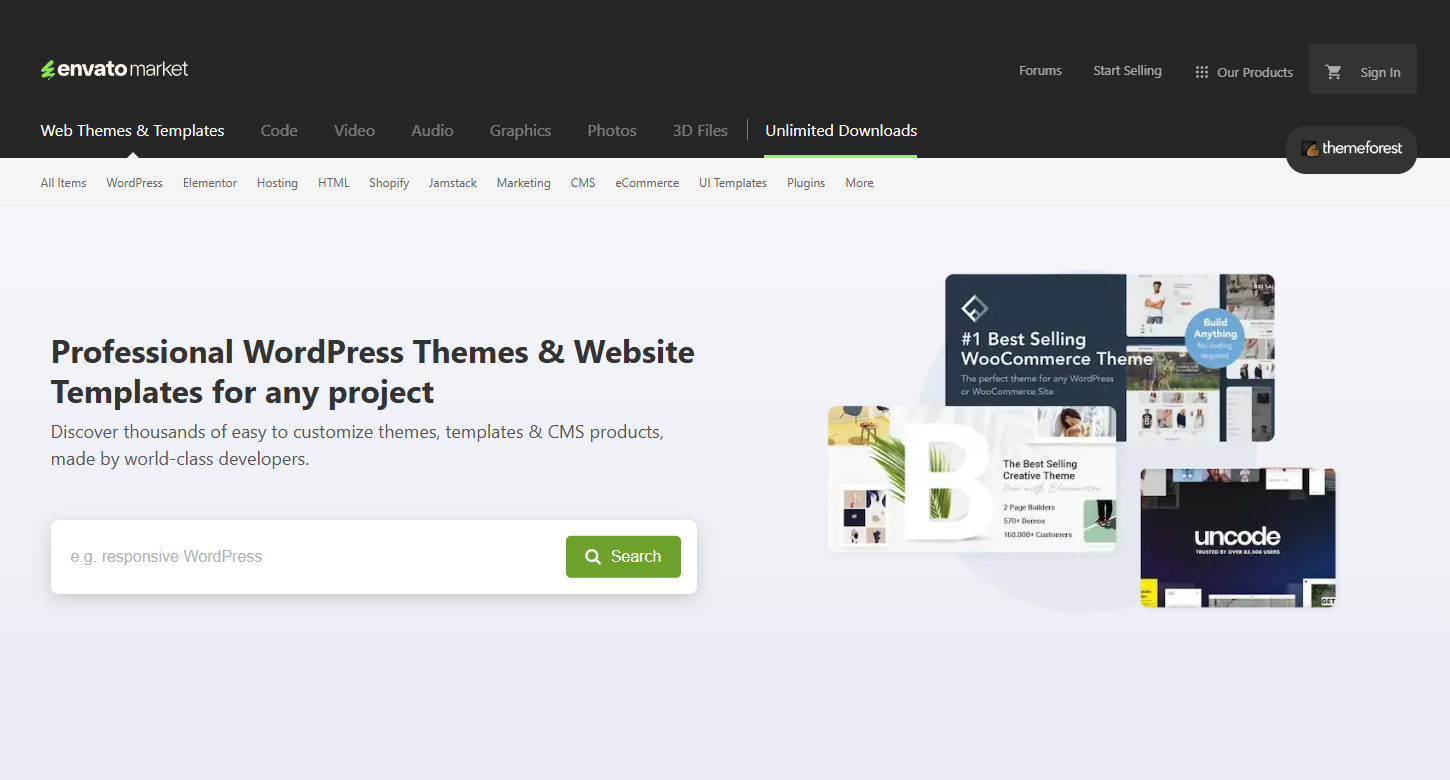 envato market
Forums
Start Selling
Our Products
Sign In
Web Themes & Templates
Code
Video
Audio
Graphics
Photos
3D Files
Unlimited Downloads
themeforest
All Items
WordPress
Elementor
Hosting
HTML
Shopify
Jamstack
Marketing
CMS
eCommerce
UI Templates
Plugins
More
Professional WordPress Themes & Website
Templates for any project
Discover thousands of easy to customize themes, templates & CMS products,
made by world-class developers.
e.g. responsive WordPress
Search
#1 Best Selling
WooCommerce Theme
The perfect theme for any WordPress
or WooCommerce Site
Build
Anything
No coding
required
B
The Best Selling
Creative Theme
Now with Elementor
2 Page Builders
570+ Demos
160.000+ Customers
uncode
TRUSTED BY OVER 85.000 USERS
GET